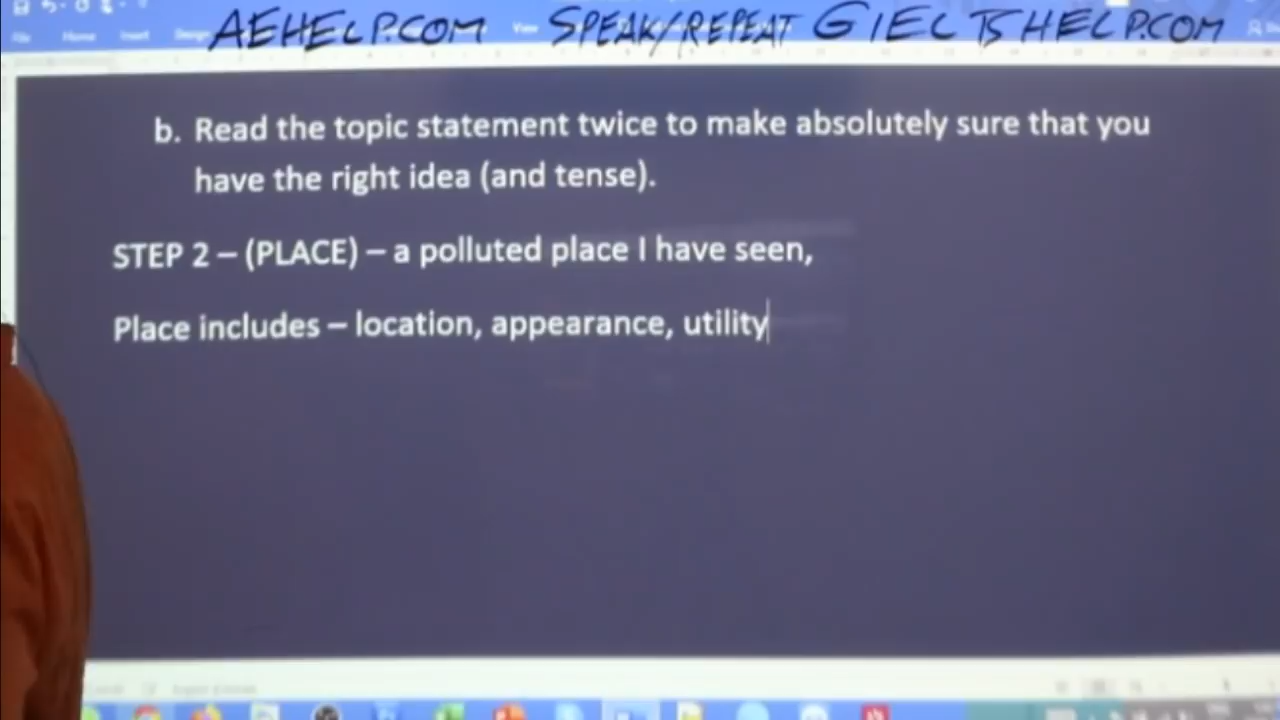 AEHELP.COM SPEAK/REPEAT GIELTSHELP.COM
b. Read the topic statement twice to make absolutely sure that you
have the right idea (and tense).
STEP 2 – (PLACE) – a polluted place I have seen,
Place includes – location, appearance, utility